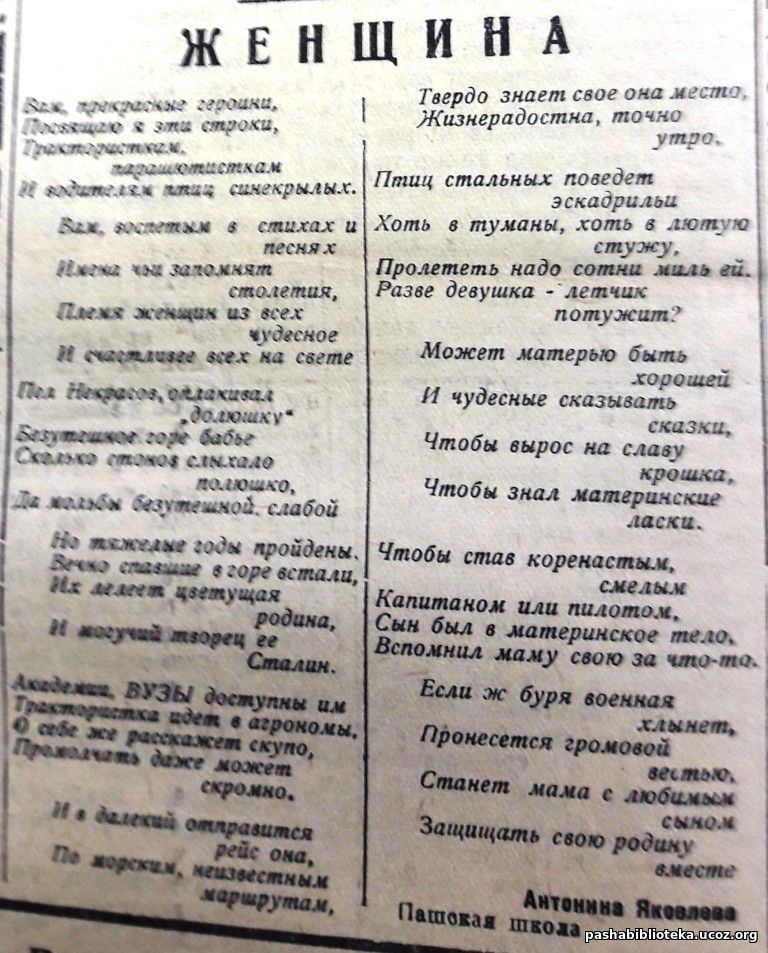 ЖЕНЩИНА
Вам, прекрасные героини,
Посвящаю я эти строки,
Трактористкам,
парашютисткам
И водителям птиц синекрылых.
Вам, воспетым в стихах и
песнях
Имена чьи запомнят
столетия,
Племя женщин из всех
чудесное
И счастливее всех на свете
Пел Некрасов, оплакивал
„долюшку“
Безутешное горе бабье
Сколько стонов слыхало
полюшко,
Да мольбы безутешной, слабой
Но тяжелые годы пройдены.
Вечно спавшие в горе встали,
Их лелеет цветущая
родина,
И могучий творец ее
Сталин.
Академии, ВУЗЫ доступны им
Трактористка идет в агрономы,
О себе же расскажет скупо,
Промолчать даже может
скромно.
И в далекий отправится
рейс она,
По морским, неизвестным
маршрутам,
Твердо знает свое она место,
Жизнерадостна, точно
утро.
Птиц стальных поведет
эскадрильи
Хоть в туманы, хоть в лютую
стужу,
Пролететь надо сотни миль ей.
Разве девушка - летчик
потужит?
Может матерью быть
хорошей
И чудесные сказывать
сказки,
Чтобы вырос на славу
крошка,
Чтобы знал материнские
ласки.
Чтобы став коренастым,
смелым
Капитаном или пилотом,
Сын был в материнское тело,
Вспомнил маму свою за что-то.
Если ж буря военная
хлынет,
Пронесется громовой
вестью,
Станет мама с любимым
сыном
Защищать свою родину
вместе
Антонина Яковлева
Пашская школа
pashabiblioteka.ucoz.org